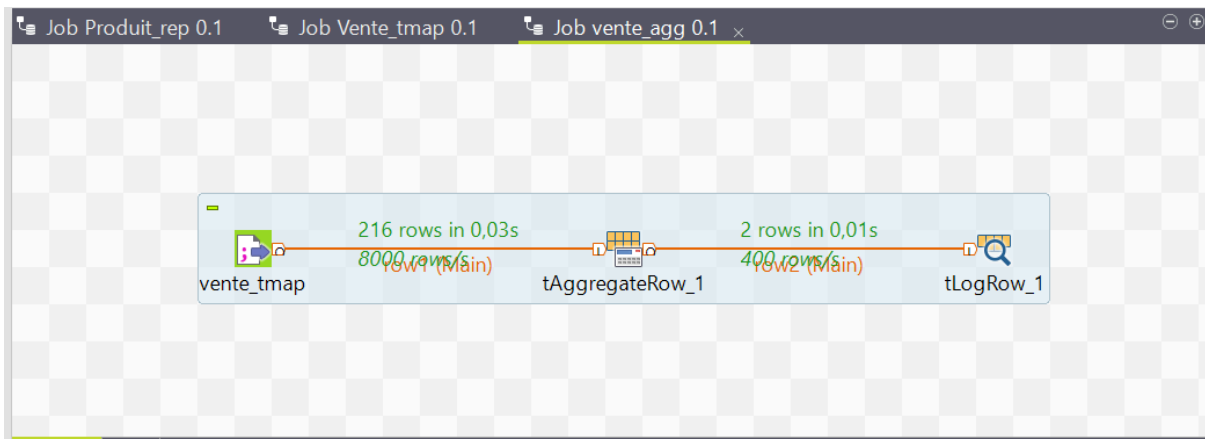 Job Produit_rep 0.1 Job Vente_tmap 0.1 Job vente_agg 0.1
216 rows in 0,03s 2 rows in 0,01s
8000 rows/s 400 rows/s
row1 (Main) row2 (Main)
vente_tmap tAggregateRow_1 tLogRow_1